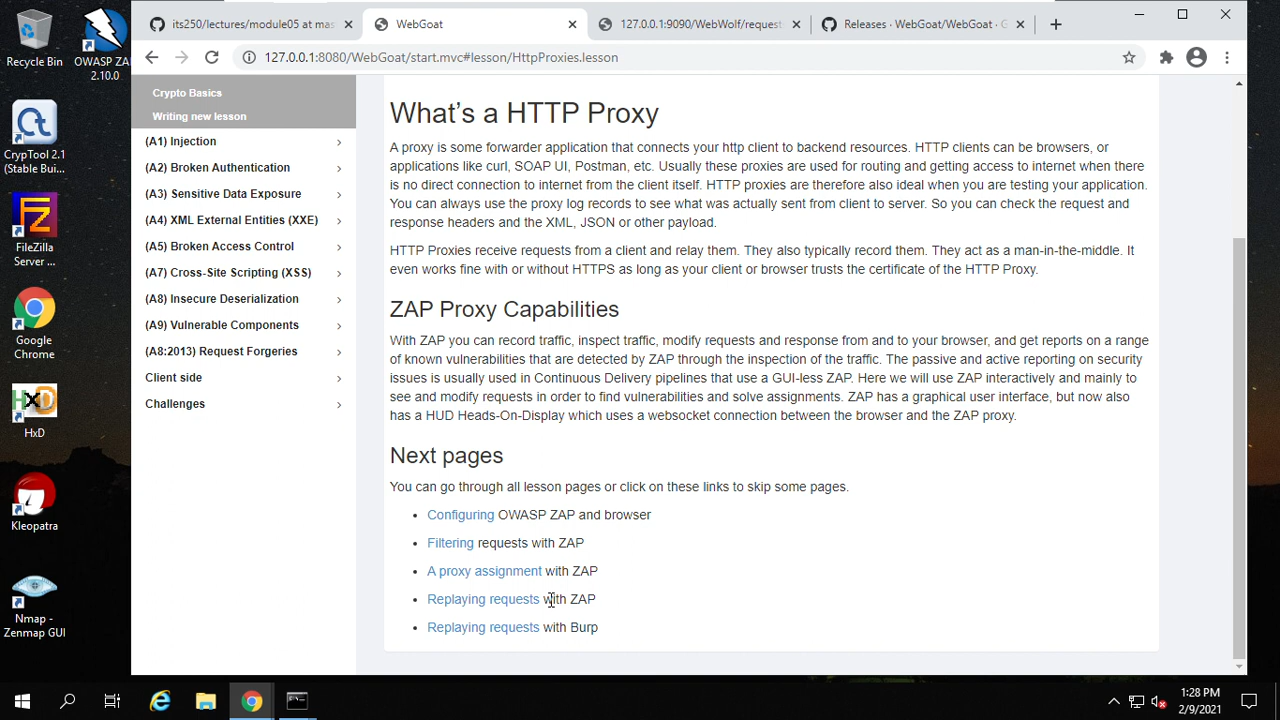 its250/lectures/module05 at mas
WebGoat
127.0.0.1:9090/WebWolf/request
Releases · WebGoat/WebGoat · G
127.0.0.1:8080/WebGoat/start.mvc#lesson/HttpProxies.lesson
Recycle Bin
OWASP ZA
2.10.0
CrypTool 2.1
(Stable Bui...
FileZilla
Server ...
Google
Chrome
HxD
Kleopatra
Nmap -
Zenmap GUI
Crypto Basics
Writing new lesson
(A1) Injection
(A2) Broken Authentication
(A3) Sensitive Data Exposure
(A4) XML External Entities (XXE)
(A5) Broken Access Control
(A7) Cross-Site Scripting (XSS)
(A8) Insecure Deserialization
(A9) Vulnerable Components
(A8:2013) Request Forgeries
Client side
Challenges
What’s a HTTP Proxy
A proxy is some forwarder application that connects your http client to backend resources. HTTP clients can be browsers, or
applications like curl, SOAP UI, Postman, etc. Usually these proxies are used for routing and getting access to internet when there
is no direct connection to internet from the client itself. HTTP proxies are therefore also ideal when you are testing your application.
You can always use the proxy log records to see what was actually sent from client to server. So you can check the request and
response headers and the XML, JSON or other payload.
HTTP Proxies receive requests from a client and relay them. They also typically record them. They act as a man-in-the-middle. It
even works fine with or without HTTPS as long as your client or browser trusts the certificate of the HTTP Proxy.
ZAP Proxy Capabilities
With ZAP you can record traffic, inspect traffic, modify requests and response from and to your browser, and get reports on a range
of known vulnerabilities that are detected by ZAP through the inspection of the traffic. The passive and active reporting on security
issues is usually used in Continuous Delivery pipelines that use a GUI-less ZAP. Here we will use ZAP interactively and mainly to
see and modify requests in order to find vulnerabilities and solve assignments. ZAP has a graphical user interface, but now also
has a HUD Heads-On-Display which uses a websocket connection between the browser and the ZAP proxy.
Next pages
You can go through all lesson pages or click on these links to skip some pages.
• Configuring OWASP ZAP and browser
• Filtering requests with ZAP
• A proxy assignment with ZAP
• Replaying requests with ZAP
• Replaying requests with Burp
1:28 PM
2/9/2021